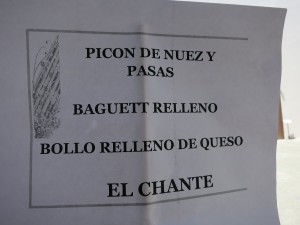 PICON DE NUEZ Y
PASAS
BAGUETT RELLENO
BOLLO RELLENO DE QUESO
EL CHANTE